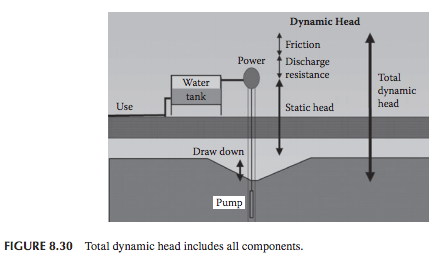 Dynamic Head
Friction
Power
Discharge
resistance
Water
tank
Total
dynamic
head
Use
Static head
Draw down
Pump
FIGURE 8.30 Total dynamic head includes all components.